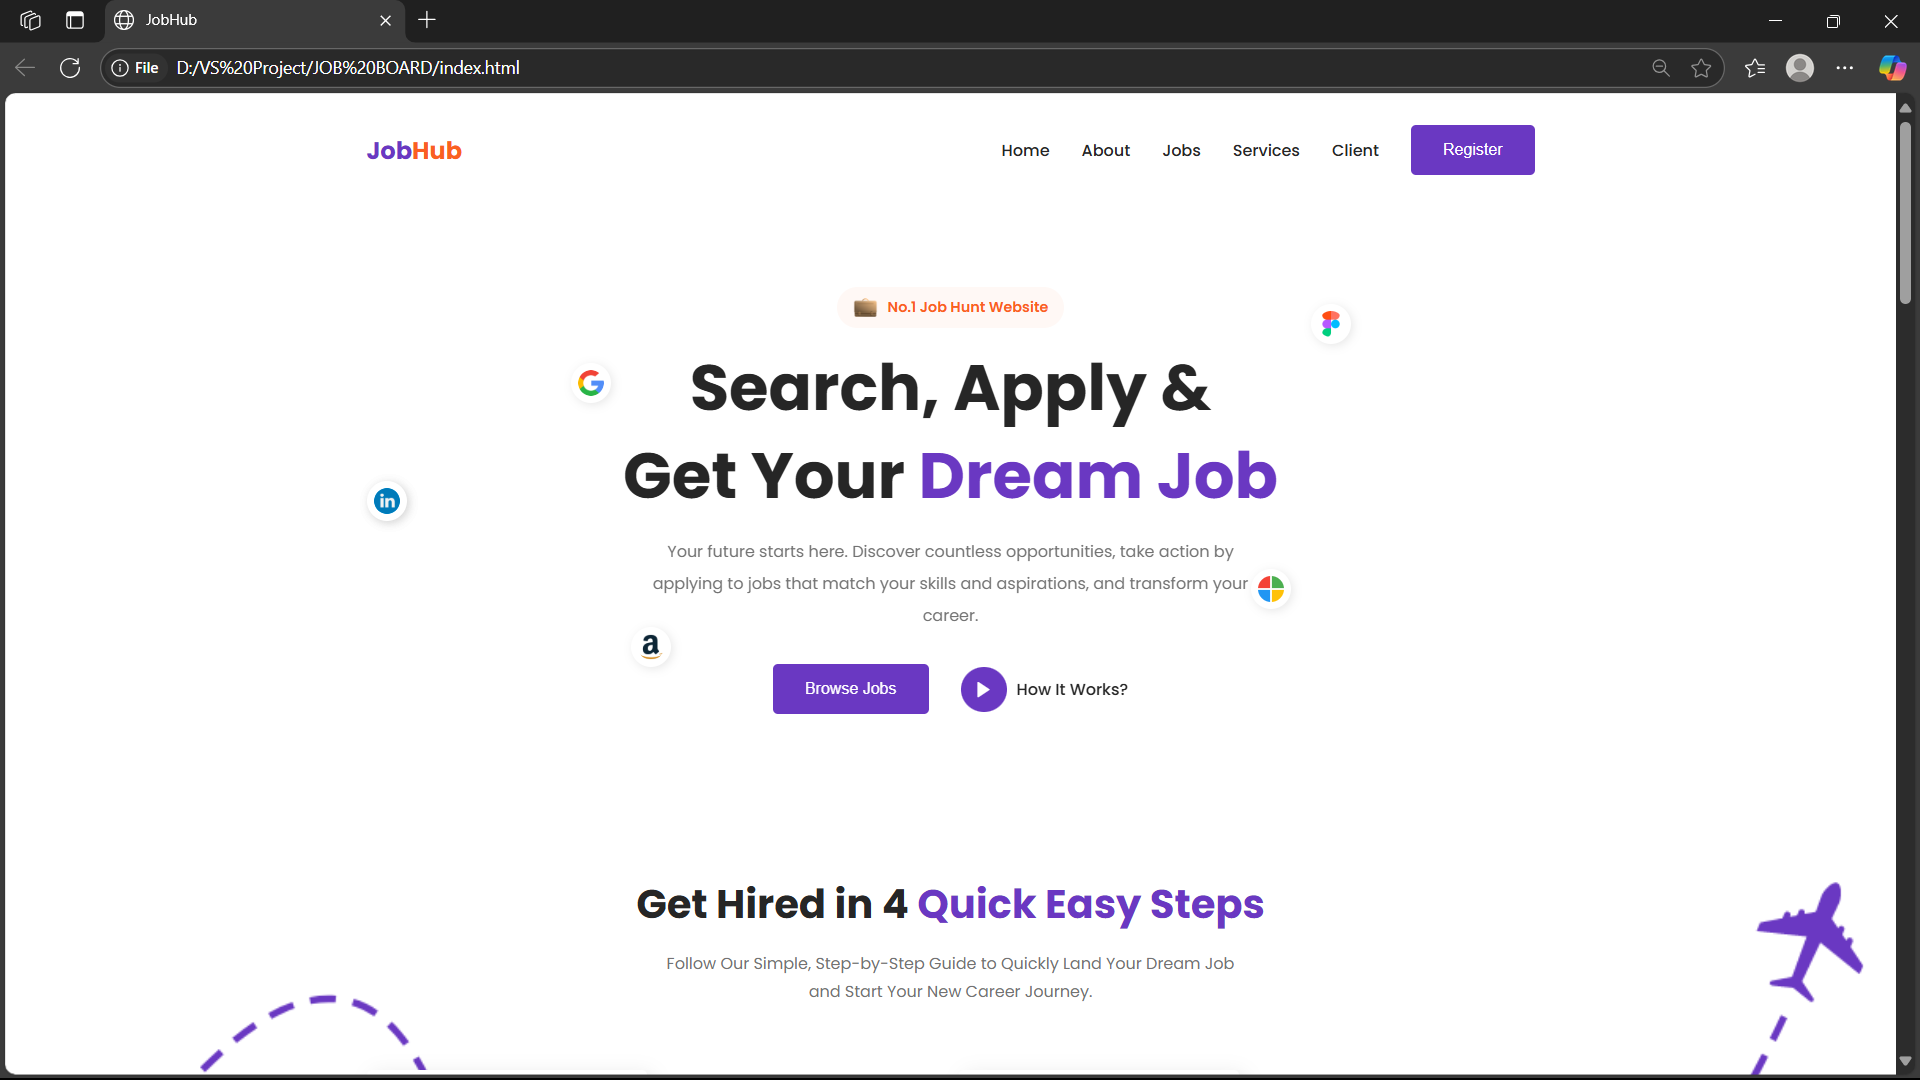 JobHub
File D:/VS%20Project/JOB%20BOARD/index.html
JobHub Home About Jobs Services Client Register
No.1 Job Hunt Website
Search, Apply &
Get Your Dream Job
in
Your future starts here. Discover countless opportunities, take action by
applying to jobs that match your skills and aspirations, and transform your
career.
a
Browse Jobs How It Works?
Get Hired in 4 Quick Easy Steps
Follow Our Simple, Step-by-Step Guide to Quickly Land Your Dream Job
and Start Your New Career Journey.